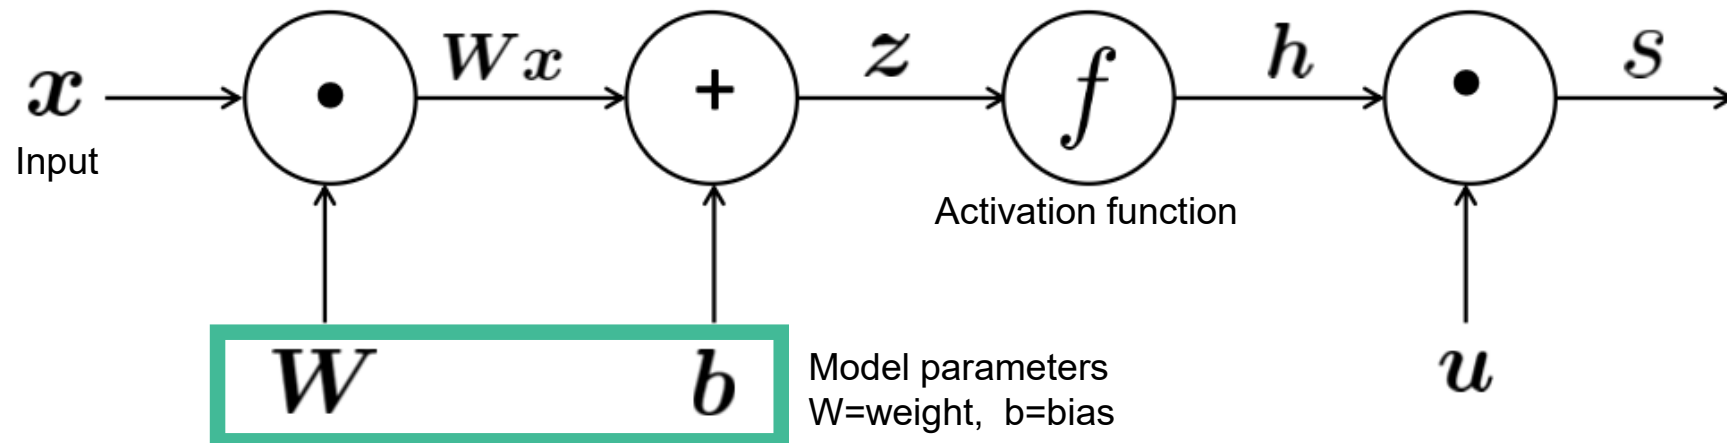 x
Input
•
Wx
+
z
f
Activation function
h
•
s
W
b
Model parameters
W=weight, b=bias
u